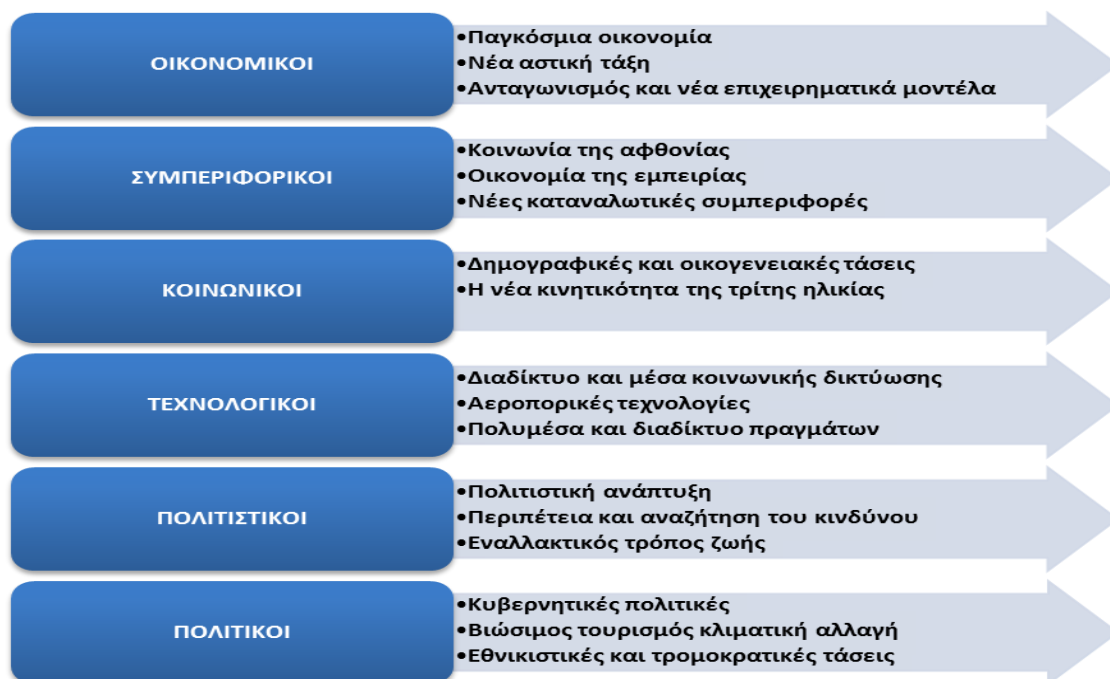 ΟΙΚΟΝΟΜΙΚΟΙ
•Παγκόσμια οικονομία
•Νέα αστική τάξη
•Ανταγωνισμός και νέα επιχειρηματικά μοντέλα
ΣΥΜΠΕΡΙΦΟΡΙΚΟΙ
•Κοινωνία της αφθονίας
•Οικονομία της εμπειρίας
•Νέες καταναλωτικές συμπεριφορές
ΚΟΙΝΩΝΙΚΟΙ
•Δημογραφικές και οικογενειακές τάσεις
•Η νέα κινητικότητα της τρίτης ηλικίας
ΤΕΧΝΟΛΟΓΙΚΟΙ
•Διαδίκτυο και μέσα κοινωνικής δικτύωσης
•Αεροπορικές τεχνολογίες
•Πολυμέσα και διαδίκτυο πραγμάτων
ΠΟΛΙΤΙΣΤΙΚΟΙ
•Πολιτιστική ανάπτυξη
•Περιπέτεια και αναζήτηση του κινδύνου
•Εναλλακτικός τρόπος ζωής
ΠΟΛΙΤΙΚΟΙ
•Κυβερνητικές πολιτικές
•Βιώσιμος τουρισμός κλιματική αλλαγή
•Εθνικιστικές και τρομοκρατικές τάσεις